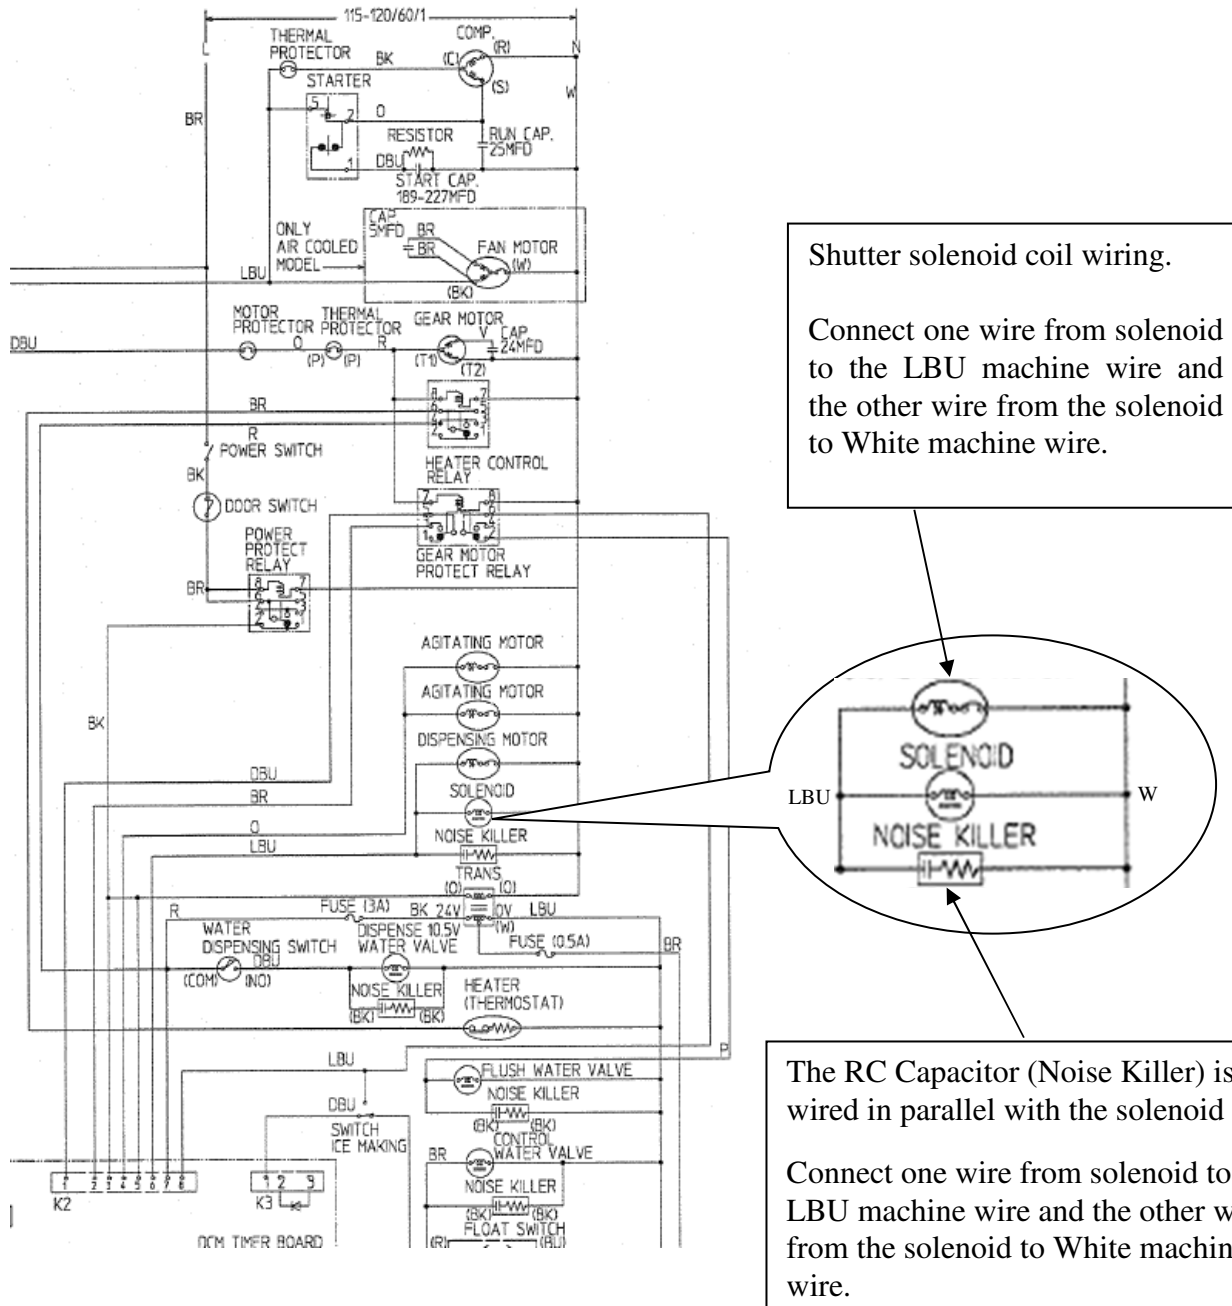 115-120/60/1
L
N
THERMAL
PROTECTOR
COMP.
(R)
BK
(C)
(S)
STARTER
W
BR
5
2
O
RESISTOR
RUN CAP.
25MFD
1
DBU
START CAP.
189-227MFD
CAP.
5MFD
BR
BR
ONLY
AIR COOLED
MODEL
FAN MOTOR
(W)
LBU
(BK)
MOTOR
PROTECTOR
THERMAL
PROTECTOR
GEAR MOTOR
V
CAP
24MFD
DBU
O
(P)
(P)
R
(T1)
(T2)
BR
R
POWER SWITCH
HEATER CONTROL
RELAY
BK
DOOR SWITCH
7
8
1
2
POWER
PROTECT
RELAY
GEAR MOTOR
PROTECT RELAY
BR
8
7
AGITATING MOTOR
AGITATING MOTOR
BK
DISPENSING MOTOR
DBU
BR
SOLENOID
O
NOISE KILLER
LBU
TRANS.
(O)
(O)
R
FUSE (3A)
BK
24V
0V
LBU
(W)
WATER
DISPENSING SWITCH
DISPENSE 10.5V
WATER VALVE
FUSE (0.5A)
BR
DBU
(COM)
(NO)
NOISE KILLER
(BK)
(BK)
HEATER
(THERMOSTAT)
P
LBU
FLUSH WATER VALVE
NOISE KILLER
(BK)
(BK)
DBU
SWITCH
ICE MAKING
CONTROL
WATER VALVE
BR
NOISE KILLER
(BK)
(BK)
1 2 3 4 5 6 7 8
K2
1 2 3
K3
FLOAT SWITCH
(R)
(BU)
OCM TIMER BOARD
Shutter solenoid coil wiring.
Connect one wire from solenoid
to the LBU machine wire and
the other wire from the solenoid
to White machine wire.
SOLENOID
LBU
W
NOISE KILLER
The RC Capacitor (Noise Killer) is
wired in parallel with the solenoid
Connect one wire from solenoid to
LBU machine wire and the other w
from the solenoid to White machin
wire.